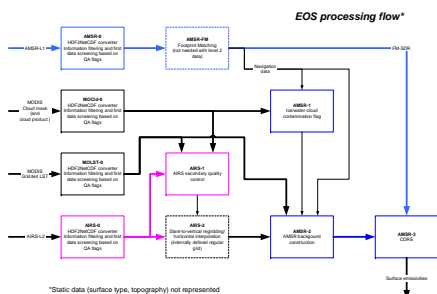 EOS processing flow*
AMSR-L1
AMSR-0
HDF2NetCDF converter
Information filtering and first
data screening based on
QA flags
AMSR-FM
Footprint Matching
(not needed with level 2
data)
FM-SDR
Navigation
data
MODIS
Cloud mask (and
cloud product)
HDF2NetCDF converter
Information filtering and first
data screening based on
QA flags
AMSR-1
Ice/water cloud
contamination flag
MODIS
Gridded LST
MOLST-0
HDF2NetCDF converter
Information filtering and first
data screening based on
QA flags
AIRS-1
AIRS secondary quality
control
AIRS-L2
AIRS-0
HDF2NetCDF converter
Information filtering and first
data screening based on
QA flags
AIRS-2
Slant-to-vertical regridding/
horizontal interpolation
(internally defined regular
grid)
AMSR-2
AMSR background
construction
AMSR-3
CORE
Surface emissivities
*Static data (surface type, topography) not represented